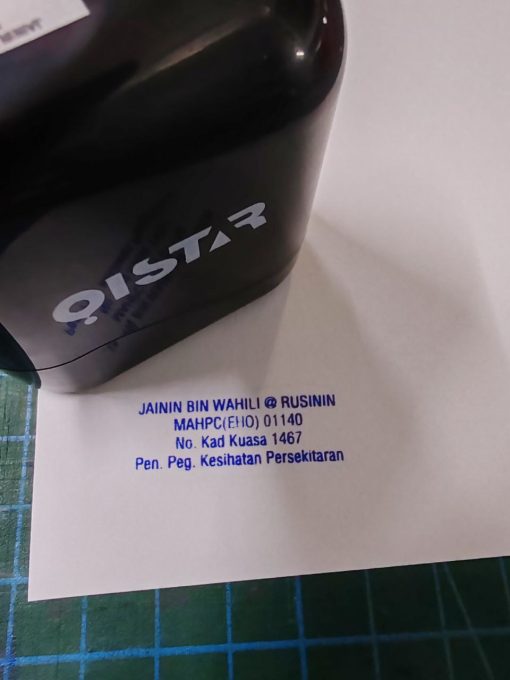 QISTAR
JAININ BIN WAHILI @ RUSININ
MAHPC(EHO) 01140
No. Kad Kuasa 1467
Pen. Peg. Kesihatan Persekitaran